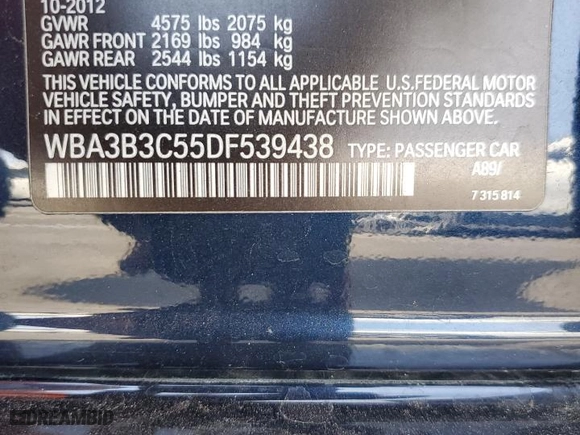 10-2012
GVWR 4575 lbs 2075 kg
GAWR FRONT 2169 lbs 984 kg
GAWR REAR 2544 lbs 1154 kg
THIS VEHICLE CONFORMS TO ALL APPLICABLE U.S.FEDERAL MOTOR
VEHICLE SAFETY, BUMPER AND THEFT PREVENTION STANDARDS
IN EFFECT ON THE DATE OF MANUFACTURE SHOWN ABOVE.
WBA3B3C55DF539438 TYPE: PASSENGER CAR
A89/
7 315 814
DREAMBID